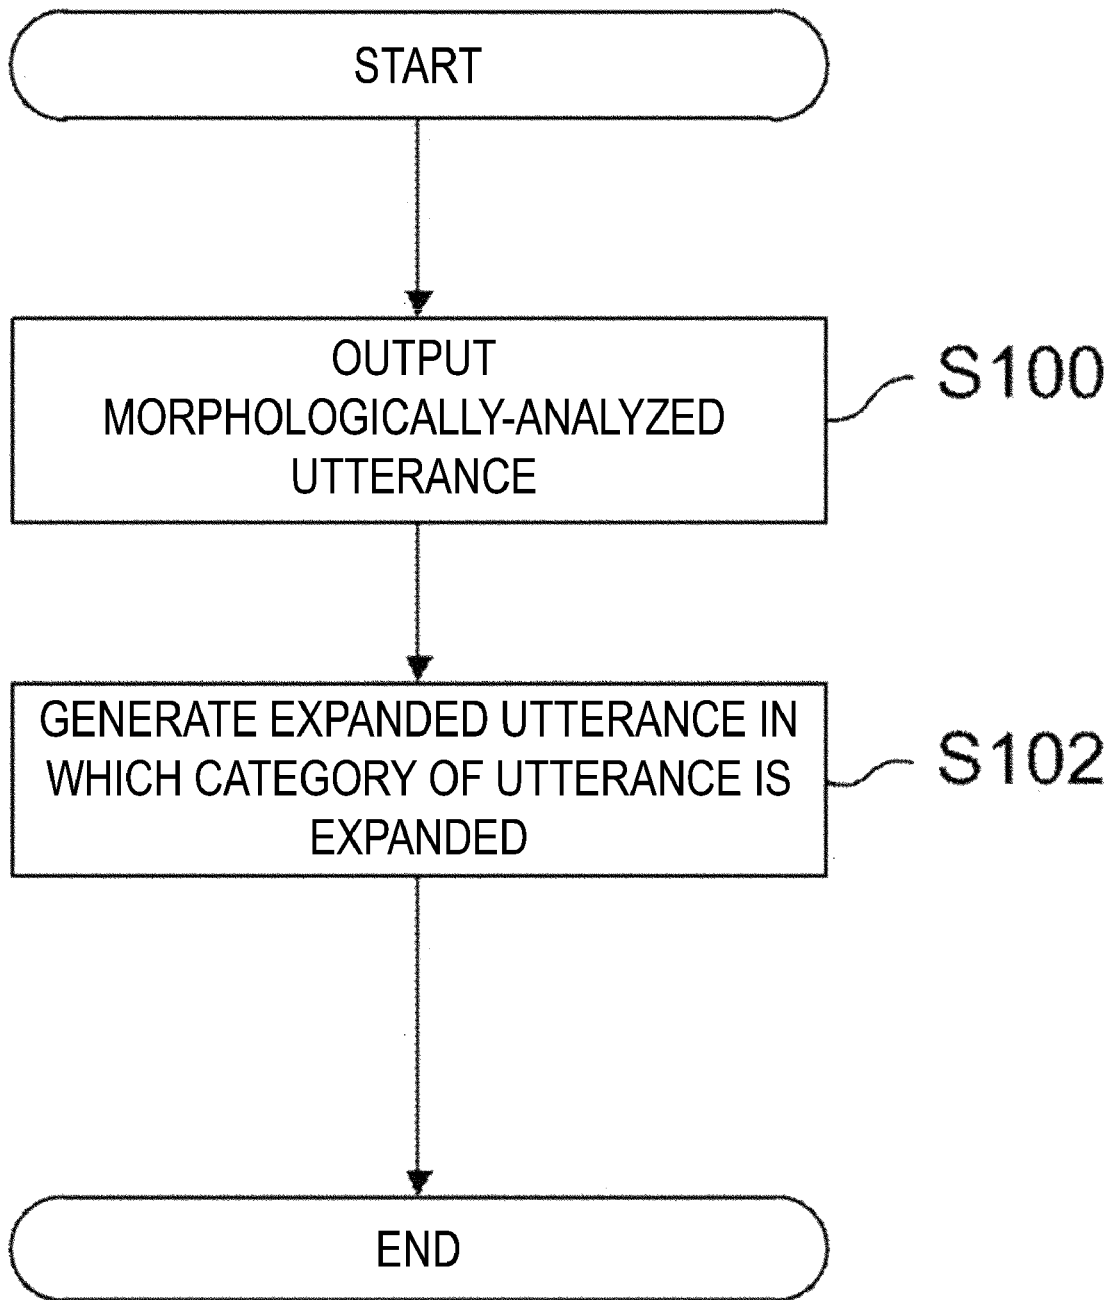 START
OUTPUT
MORPHOLOGICALLY-ANALYZED
UTTERANCE
S100
GENERATE EXPANDED UTTERANCE IN
WHICH CATEGORY OF UTTERANCE IS
EXPANDED
S102
END